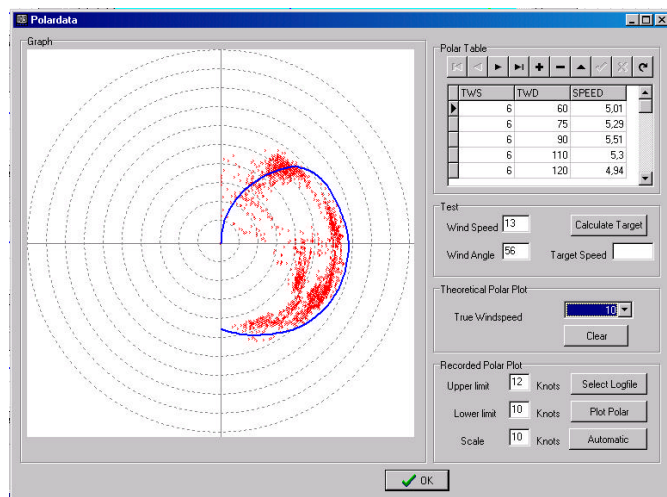 Polardata
Graph
Polar Table
TWS TWD SPEED
6 60 5,01
6 75 5,29
6 90 5,51
6 110 5,3
6 120 4,94
Test
Wind Speed 13 Calculate Target
Wind Angle 56 Target Speed
Theoretical Polar Plot
True Windspeed 10
Clear
Recorded Polar Plot
Upper limit 12 Knots Select Logfile
Lower limit 10 Knots Plot Polar
Scale 10 Knots Automatic
OK